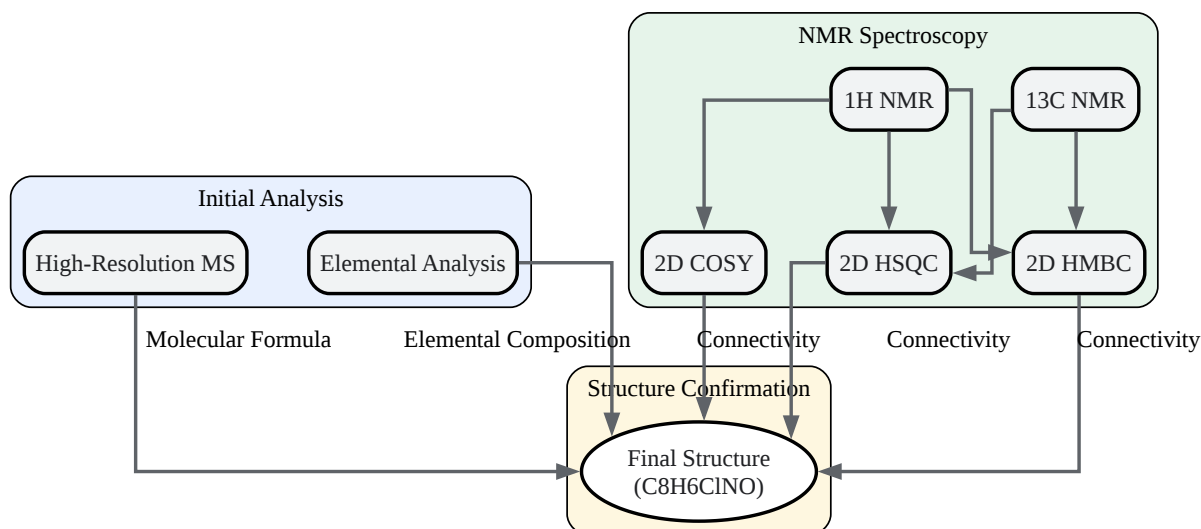 NMR Spectroscopy
1H NMR
13C NMR
Initial Analysis
High-Resolution MS
Elemental Analysis
2D COSY
2D HSQC
2D HMBC
Molecular Formula
Elemental Composition
Connectivity
Connectivity
Connectivity
Structure Confirmation
Final Structure
(C8H6ClNO)